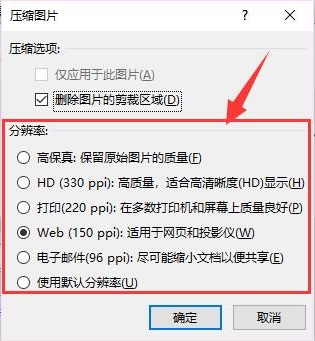 压缩图片
压缩选项:
仅应用于此图片(A)
删除图片的剪裁区域(D)
分辨率:
高保真: 保留原始图片的质量(F)
HD (330 ppi): 高质量，适合高清晰度(HD)显示(H)
打印(220 ppi): 在多数打印机和屏幕上质量良好(P)
Web (150 ppi): 适用于网页和投影仪(W)
电子邮件(96 ppi): 尽可能缩小文档以便共享(E)
使用默认分辨率(U)
确定 取消